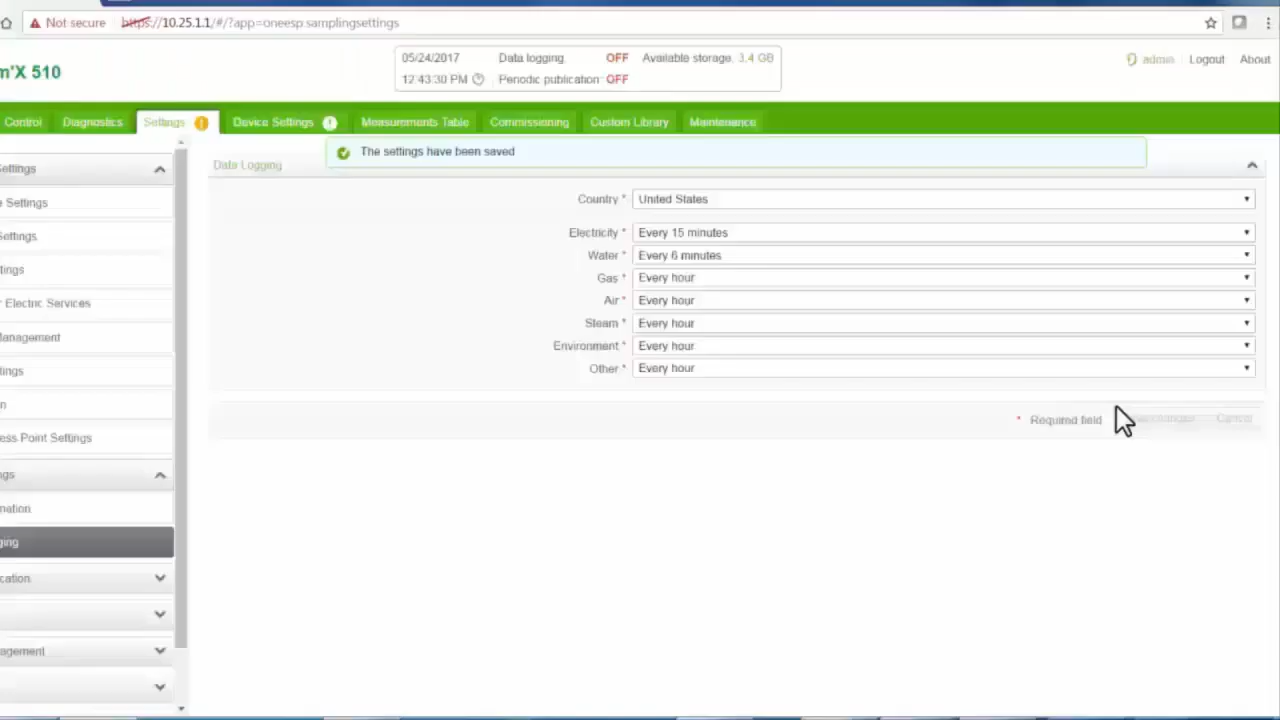 Not secure https://10.25.1.1/#/?app=oneesp.samplingsettings
m'X 510
05/24/2017 Data logging OFF Available storage 3.4 GB
12:43:30 PM Periodic publication OFF
admin Logout About
Control Diagnostics Settings Device Settings Measurements Table Commissioning Custom Library Maintenance
The settings have been saved
Data Logging
ettings
e Settings
Settings
tings
r Electric Services
Management
tings
n
ess Point Settings
ngs
mation
ging
cation
agement
Country * United States
Electricity * Every 15 minutes
Water * Every 6 minutes
Gas * Every hour
Air * Every hour
Steam * Every hour
Environment * Every hour
Other * Every hour
* Required field Cancel